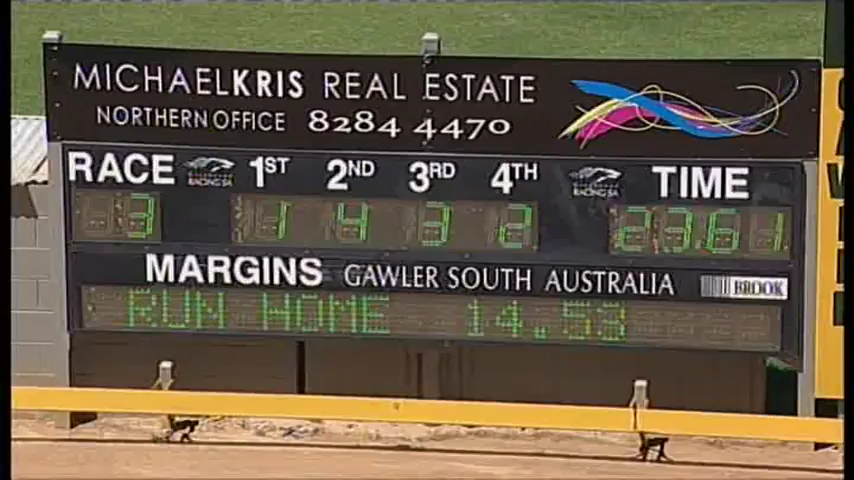 MICHAELKRIS REAL ESTATE
NORTHERN OFFICE 8284 4470
RACE 1ST 2ND 3RD 4TH TIME
3 1 4 3 2 23.61
MARGINS GAWLER SOUTH AUSTRALIA BROOK
RUN HOME 14.53